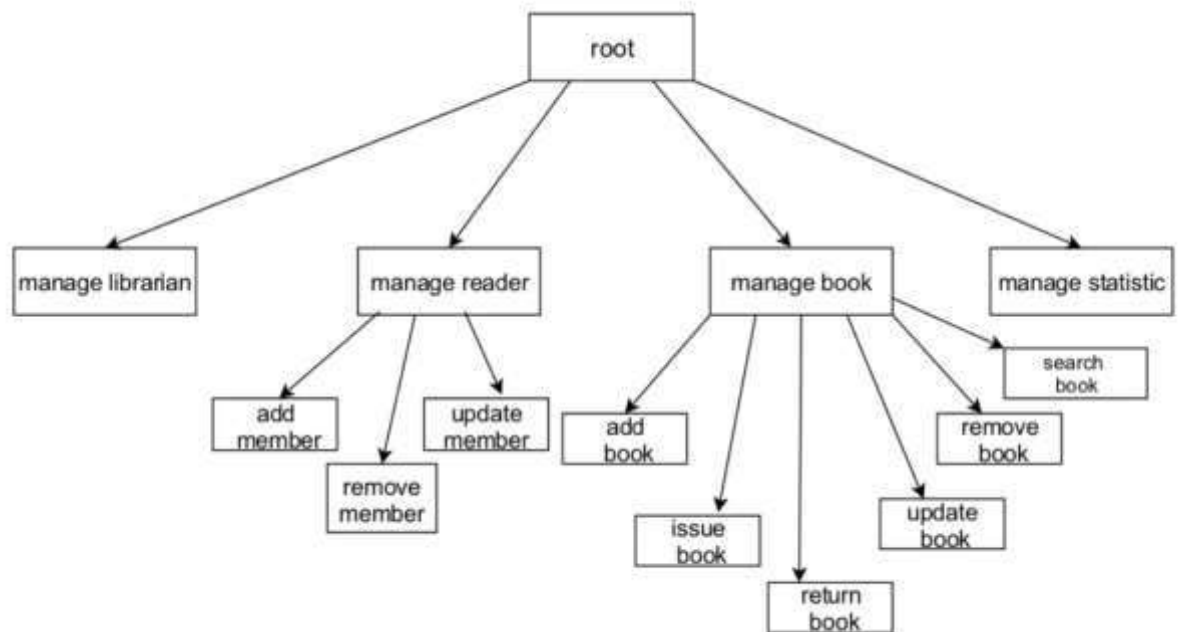 root
manage librarian
manage reader
manage book
manage statistic
search
book
add
member
update
member
add
book
remove
book
remove
member
issue
book
update
book
return
book